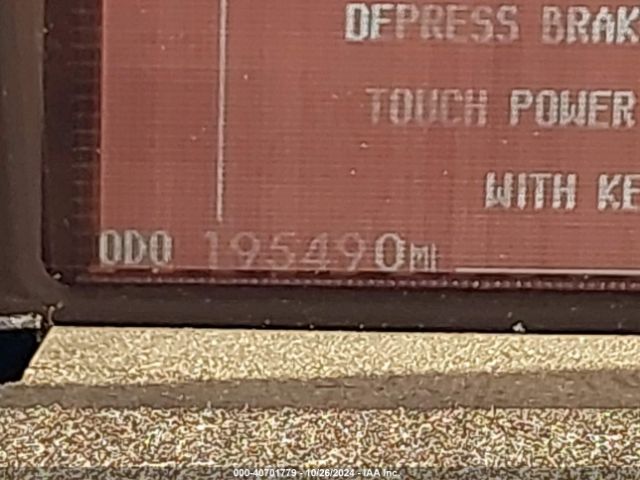 DEPRESS BRAK
TOUCH POWER
WITH KE
ODO 195490MI
000-40701779 - 10/26/2024 - IAA Inc.